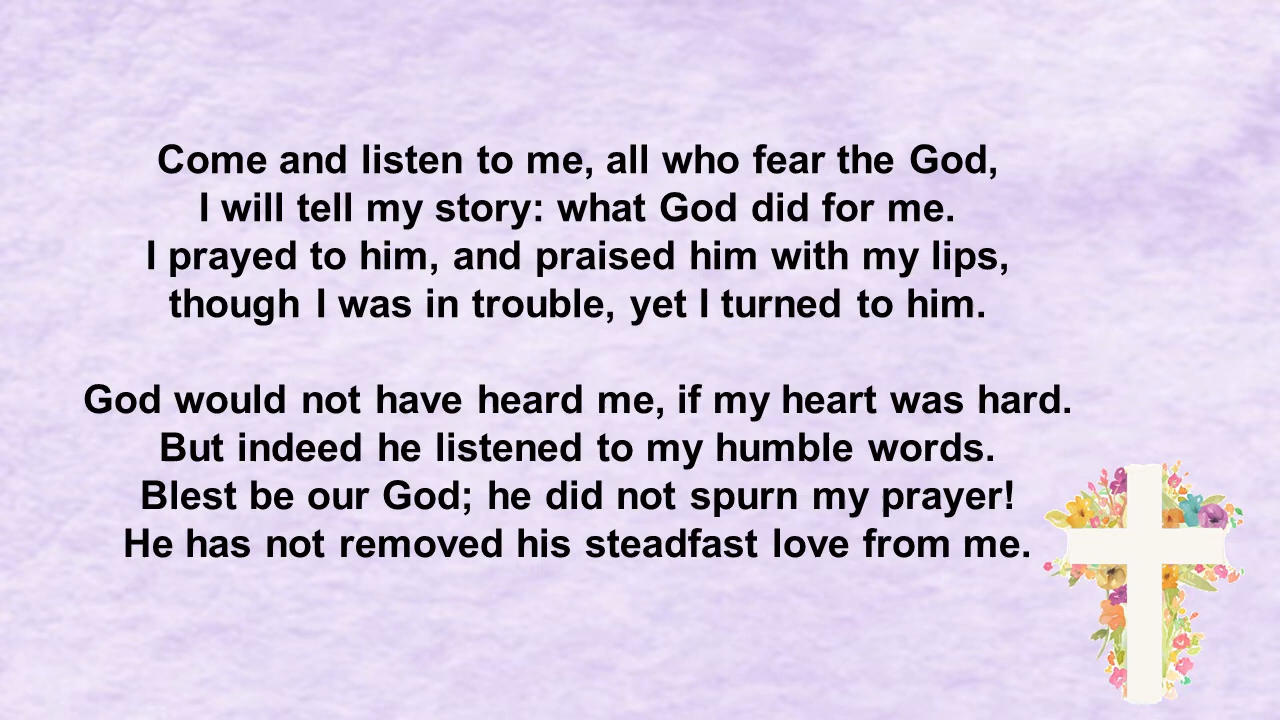 Come and listen to me, all who fear the God,
I will tell my story: what God did for me.
I prayed to him, and praised him with my lips,
though I was in trouble, yet I turned to him.
God would not have heard me, if my heart was hard.
But indeed he listened to my humble words.
Blest be our God; he did not spurn my prayer!
He has not removed his steadfast love from me.